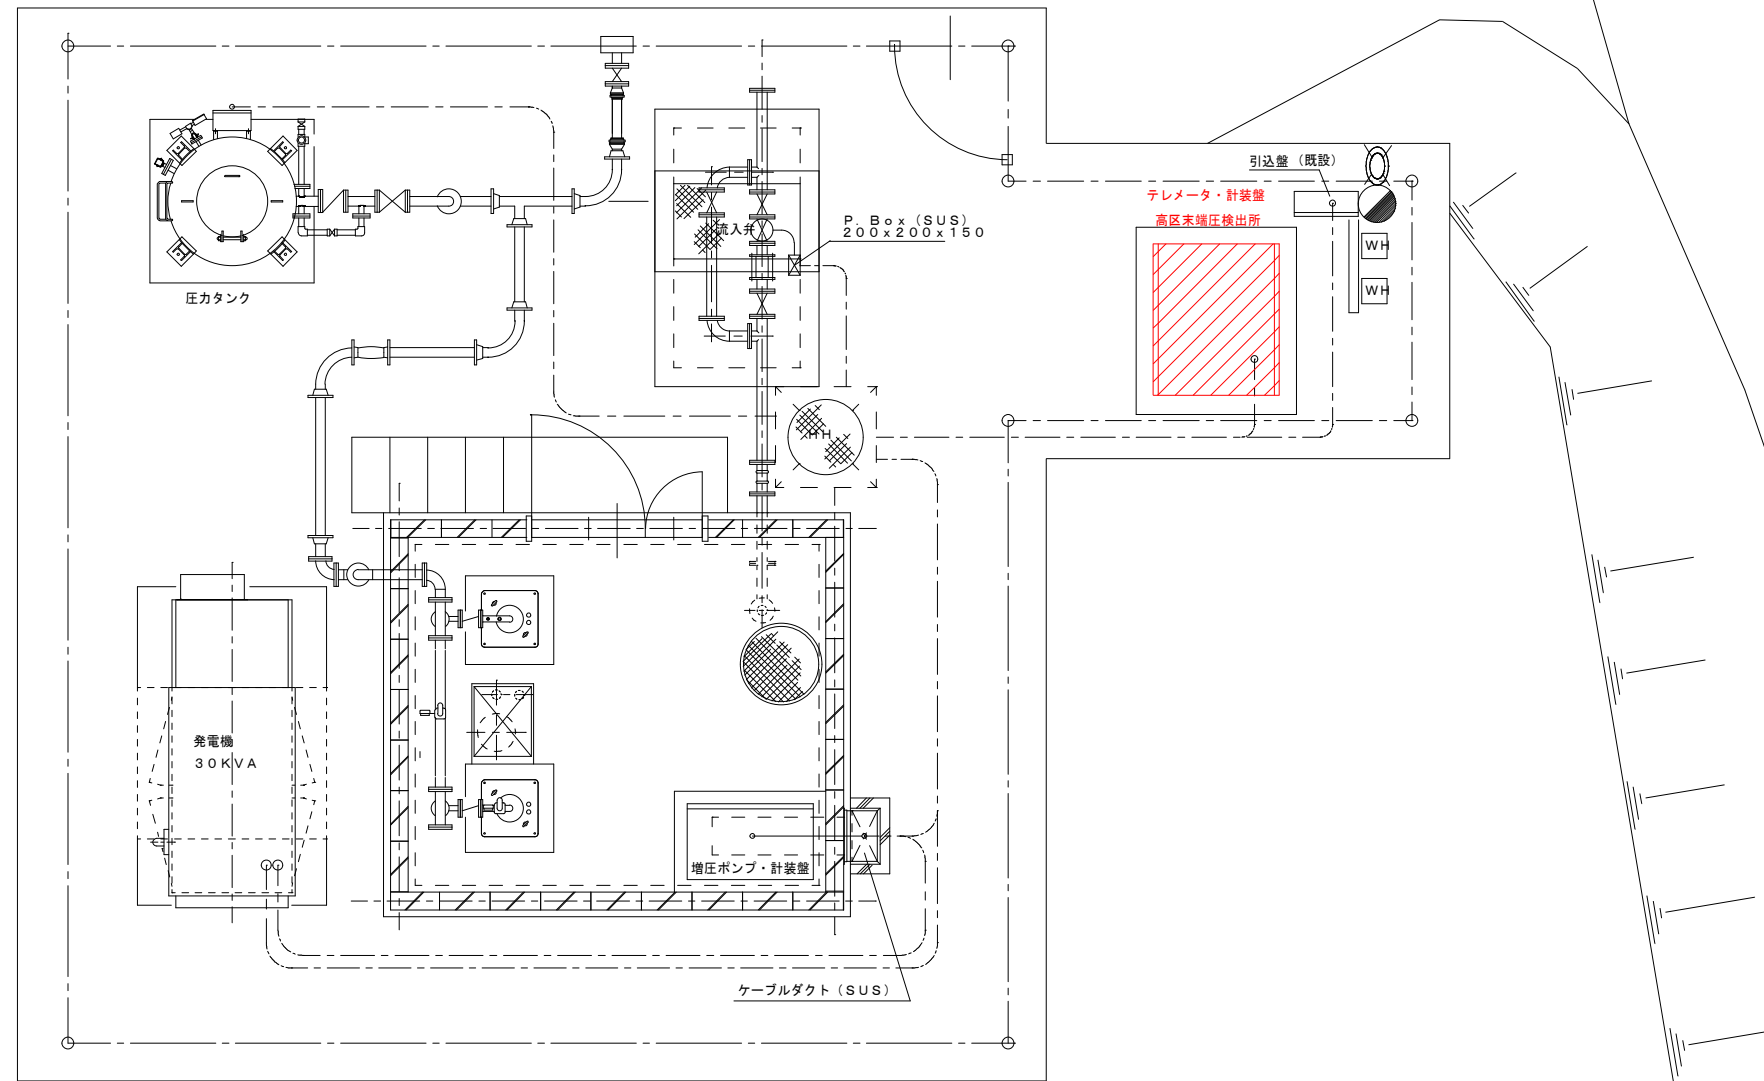 引込盤（既設）
テレメータ・計装盤
高区末端圧検出所
P．Box（SUS）
200x200x150
流入弁
WH
WH
圧力タンク
HH
発電機
30KVA
増圧ポンプ・計装盤
ケーブルダクト（SUS）